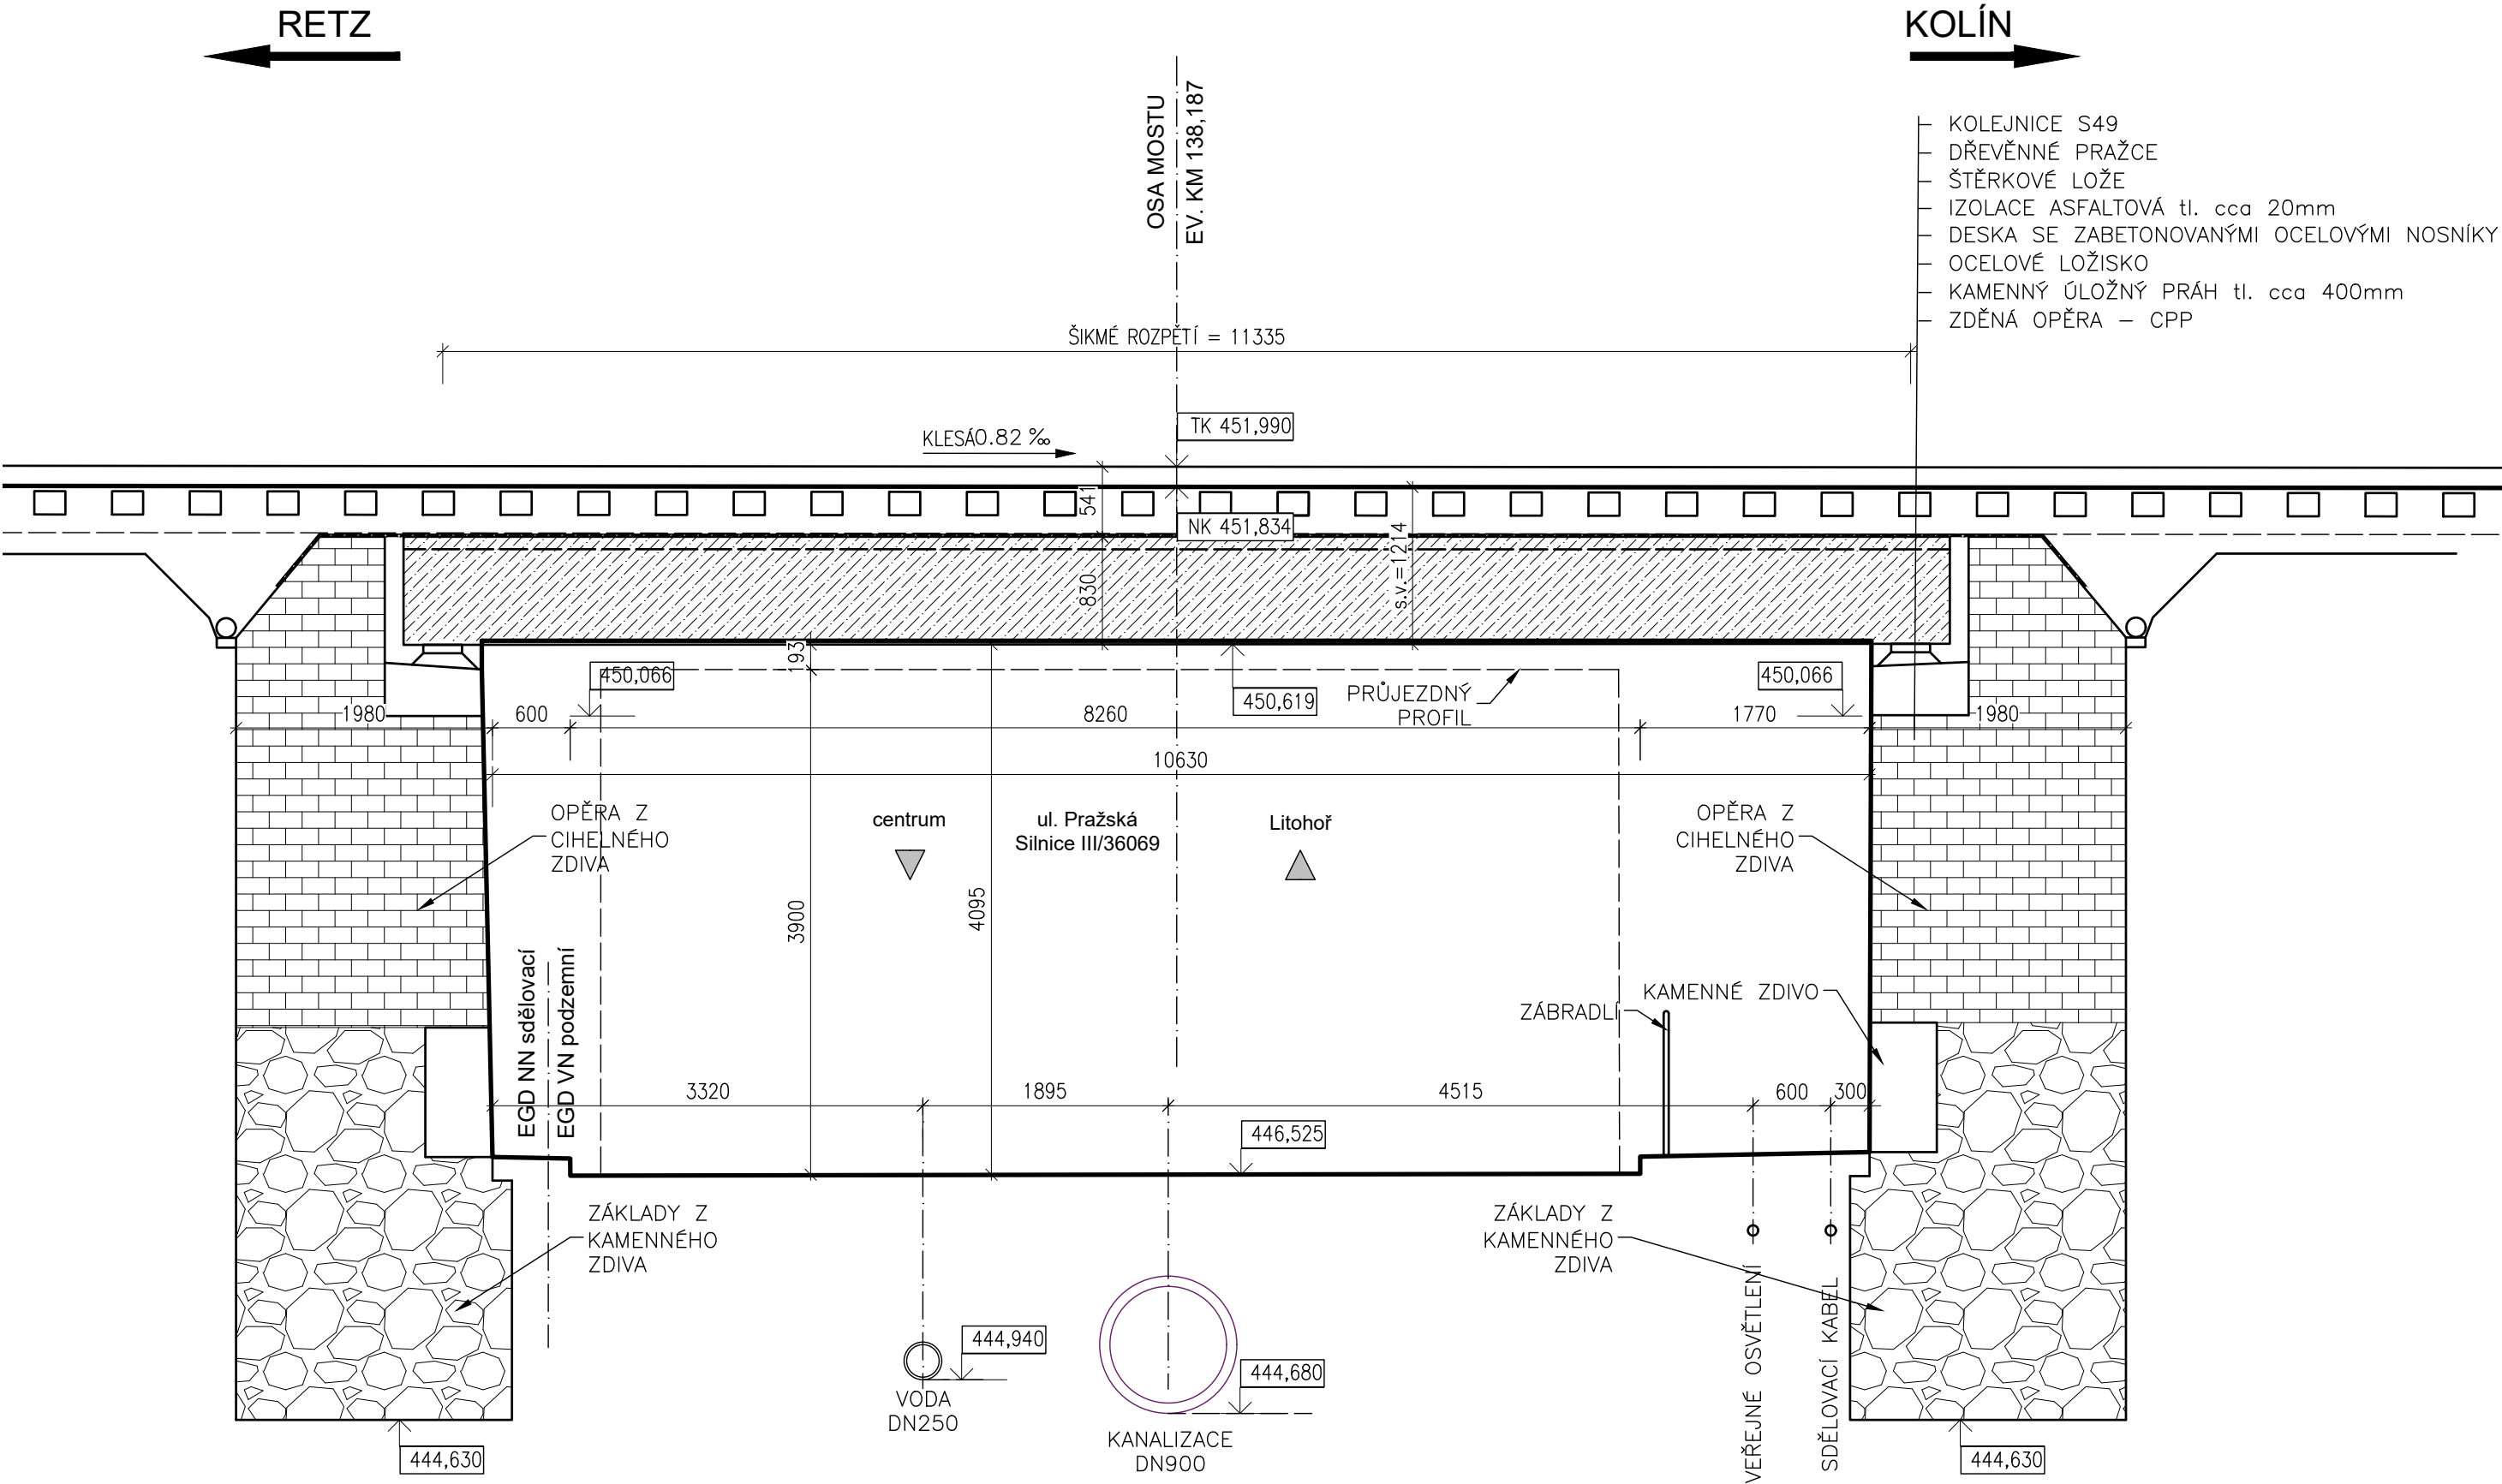 RETZ
KOLÍN
OSA MOSTU
EV. KM 138,187
KOLEJNICE S49
DŘEVĚNNÉ PRAŽCE
ŠTĚRKOVÉ LOŽE
IZOLACE ASFALTOVÁ tl. cca 20mm
DESKA SE ZABETONOVANÝMI OCELOVÝMI NOSNÍKY
OCELOVÉ LOŽISKO
KAMENNÝ ÚLOŽNÝ PRÁH tl. cca 400mm
ZDĚNÁ OPĚRA – CPP
ŠIKMÉ ROZPĚTÍ = 11335
TK 451,990
KLESÁ0.82 ‰
541
NK 451,834
s.v.=1214
830
193
450,066
450,619
PRŮJEZDNÝ
PROFIL
450,066
1980
600
8260
1770
1980
10630
OPĚRA Z
CIHELNÉHO
ZDIVA
centrum
ul. Pražská
Silnice III/36069
Litohoř
OPĚRA Z
CIHELNÉHO
ZDIVA
3900
4095
EGD NN sdělovací
EGD VN podzemní
KAMENNÉ ZDIVO
ZÁBRADLÍ
3320
1895
4515
600
300
446,525
ZÁKLADY Z
KAMENNÉHO
ZDIVA
ZÁKLADY Z
KAMENNÉHO
ZDIVA
VEŘEJNÉ OSVĚTLENÍ
SDĚLOVACÍ KABEL
444,940
VODA
DN250
444,680
KANALIZACE
DN900
444,630
444,630